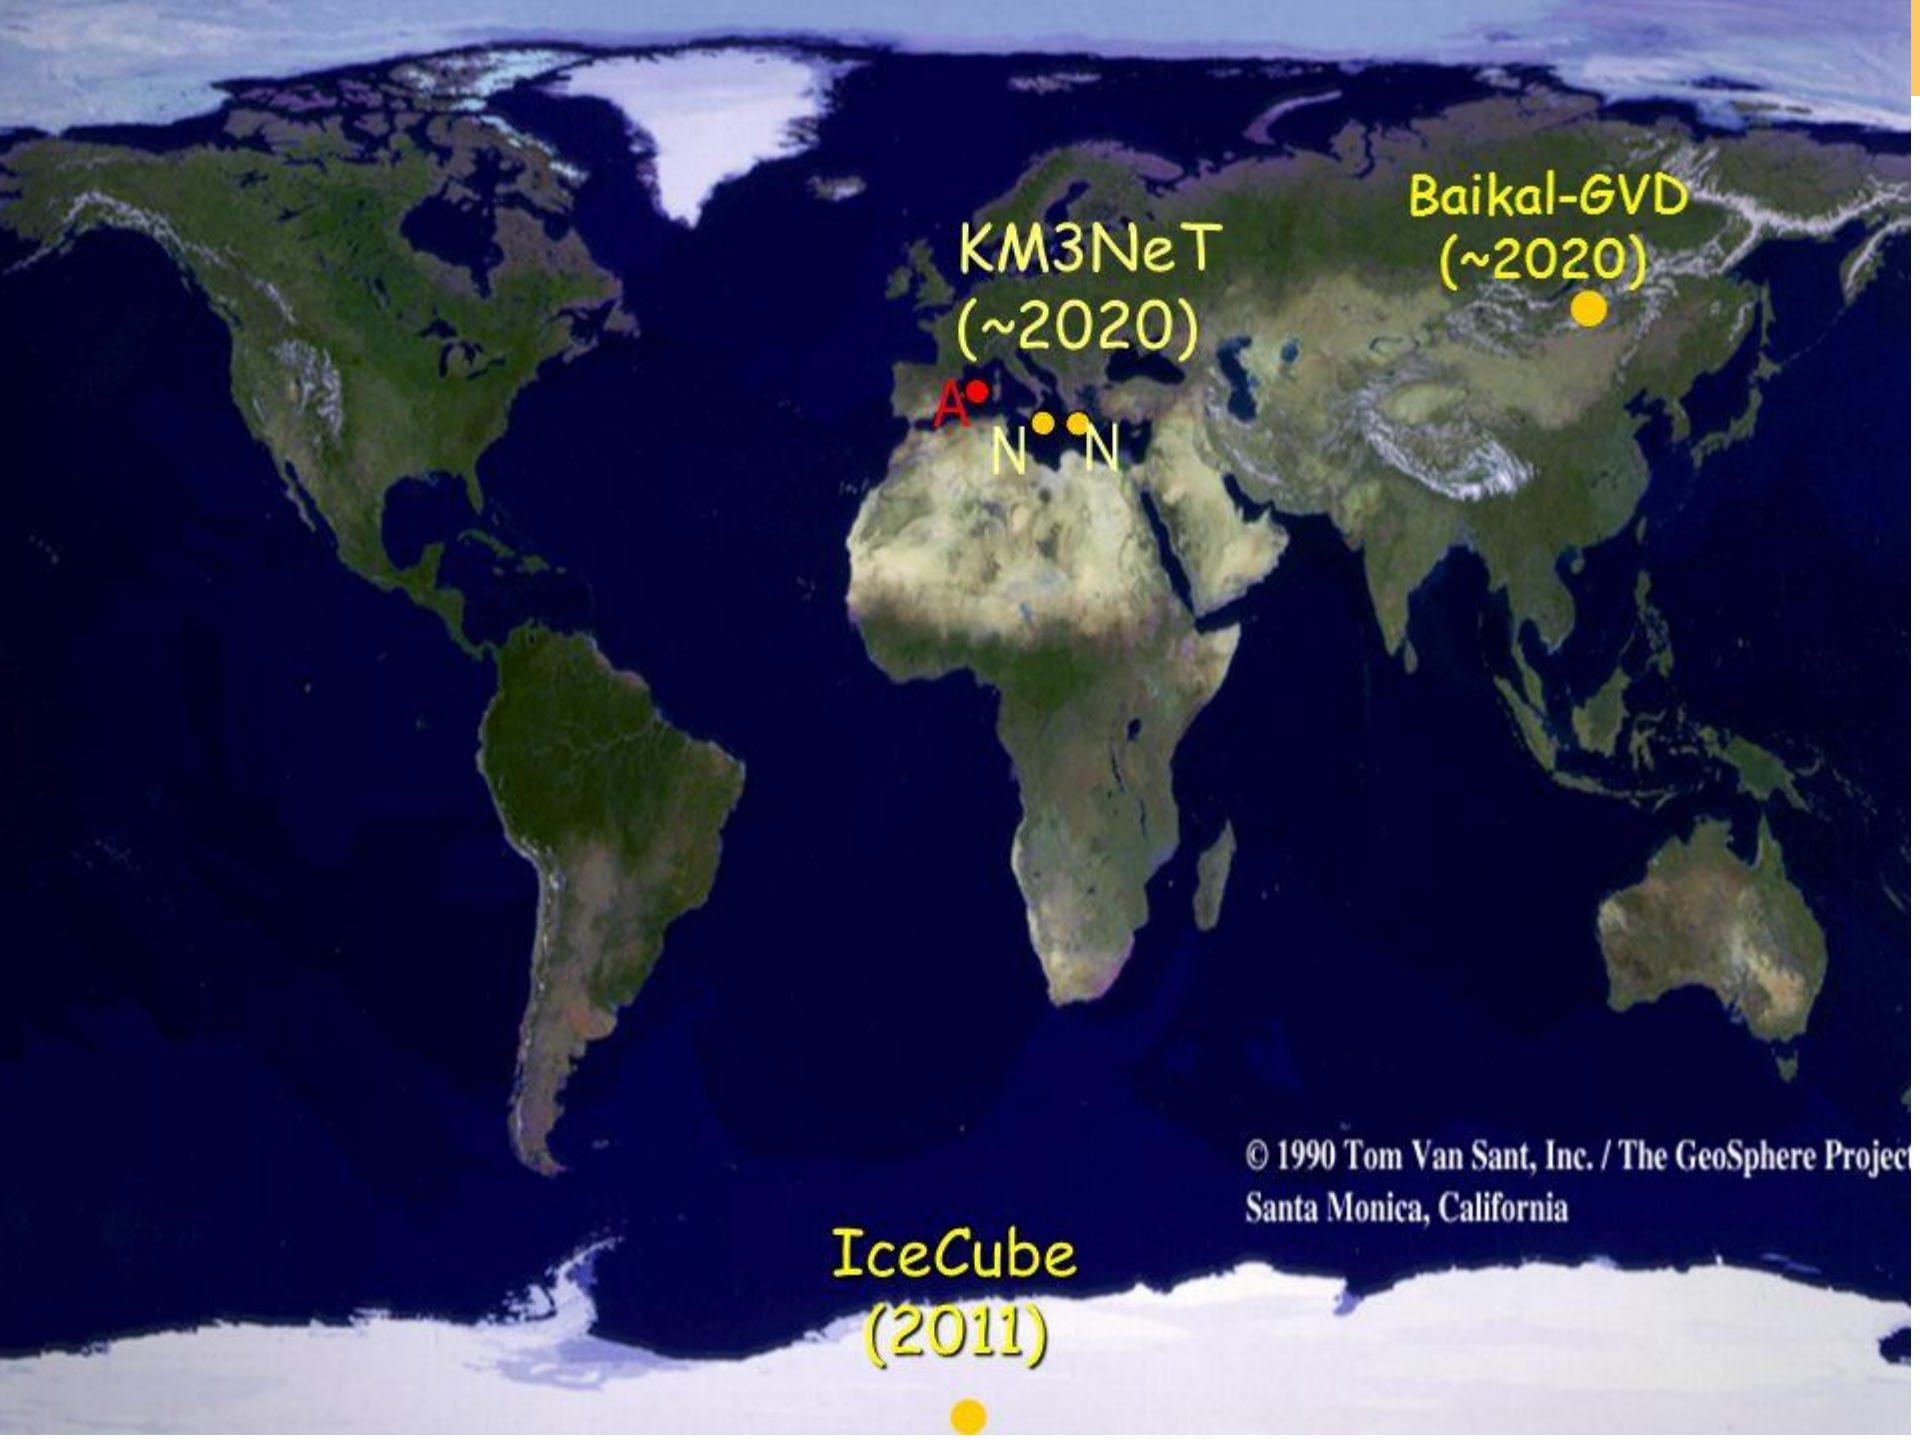 Baikal-GVD
(~2020)
KM3NeT
(~2020)
A
N N
© 1990 Tom Van Sant, Inc. / The GeoSphere Project
Santa Monica, California
IceCube
(2011)